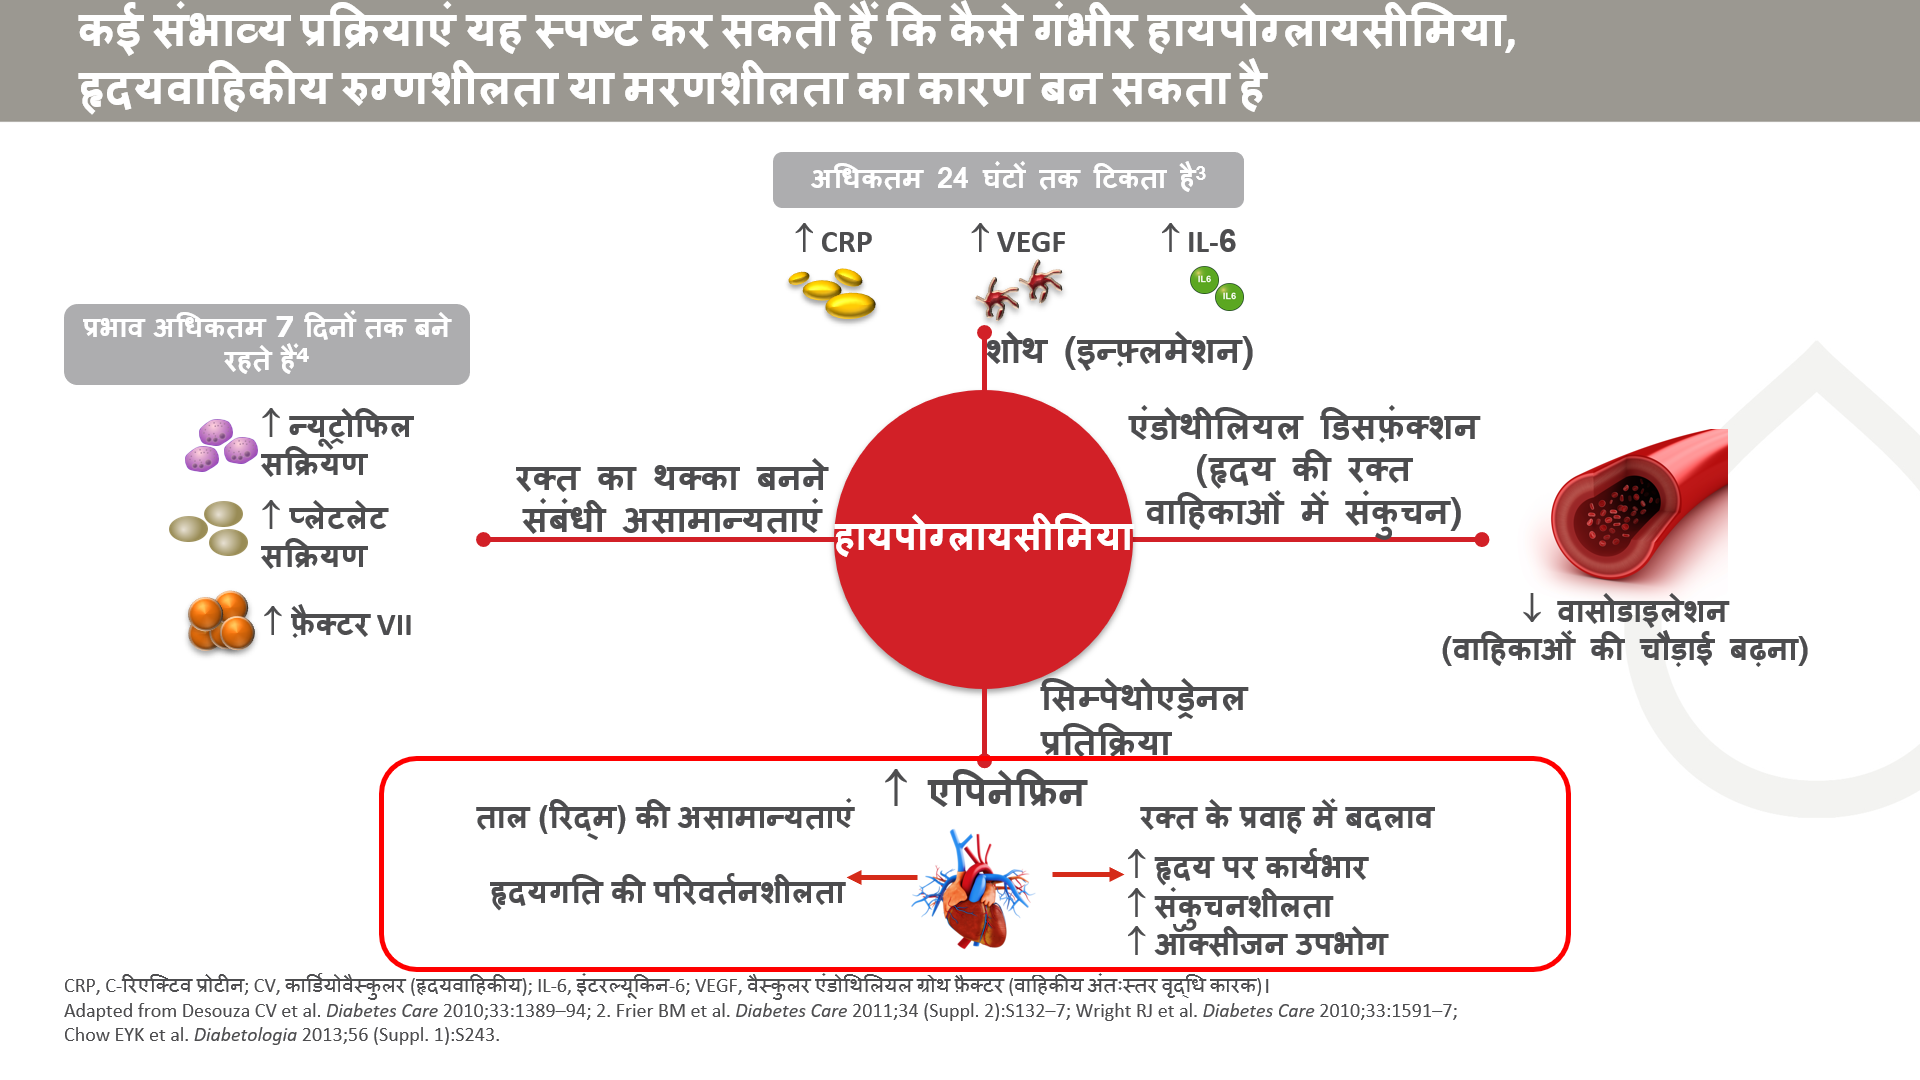 कई संभाव्य प्रक्रियाएं यह स्पष्ट कर सकती हैं कि कैसे गंभीर हायपोग्लायसीमिया,
हृदयवाहिकीय रुग्णशीलता या मरणशीलता का कारण बन सकता है
अधिकतम 24 घंटों तक टिकता है³
↑ CRP
↑ VEGF
↑ IL-6
IL6
IL6
शोथ (इन्फ़्लमेशन)
प्रभाव अधिकतम 7 दिनों तक बने
रहते हैं⁴
↑ न्यूट्रोफिल
सक्रियण
↑ प्लेटलेट
सक्रियण
↑ फ़ैक्टर VII
रक्त का थक्का बनने
संबंधी असामान्यताएं
हायपोग्लायसीमिया
एंडोथीलियल डिसफ़ंक्शन
(हृदय की रक्त
वाहिकाओं में संकुचन)
↓ वासोडाइलेशन
(वाहिकाओं की चौड़ाई बढ़ना)
सिम्पेथोएड्रेनल
प्रतिक्रिया
↑ एपिनेफ्रिन
ताल (रिद्म) की असामान्यताएं
हृदयगति की परिवर्तनशीलता
रक्त के प्रवाह में बदलाव
↑ हृदय पर कार्यभार
↑ संकुचनशीलता
↑ ऑक्सीजन उपभोग
CRP, C-रिएक्टिव प्रोटीन; CV, कार्डियोवैस्कुलर (हृदयवाहिकीय); IL-6, इंटरल्यूकिन-6; VEGF, वैस्कुलर एंडोथिलियल ग्रोथ फ़ैक्टर (वाहिकीय अंतःस्तर वृद्धि कारक)।
Adapted from Desouza CV et al. Diabetes Care 2010;33:1389–94; 2. Frier BM et al. Diabetes Care 2011;34 (Suppl. 2):S132–7; Wright RJ et al. Diabetes Care 2010;33:1591–7;
Chow EYK et al. Diabetologia 2013;56 (Suppl. 1):S243.